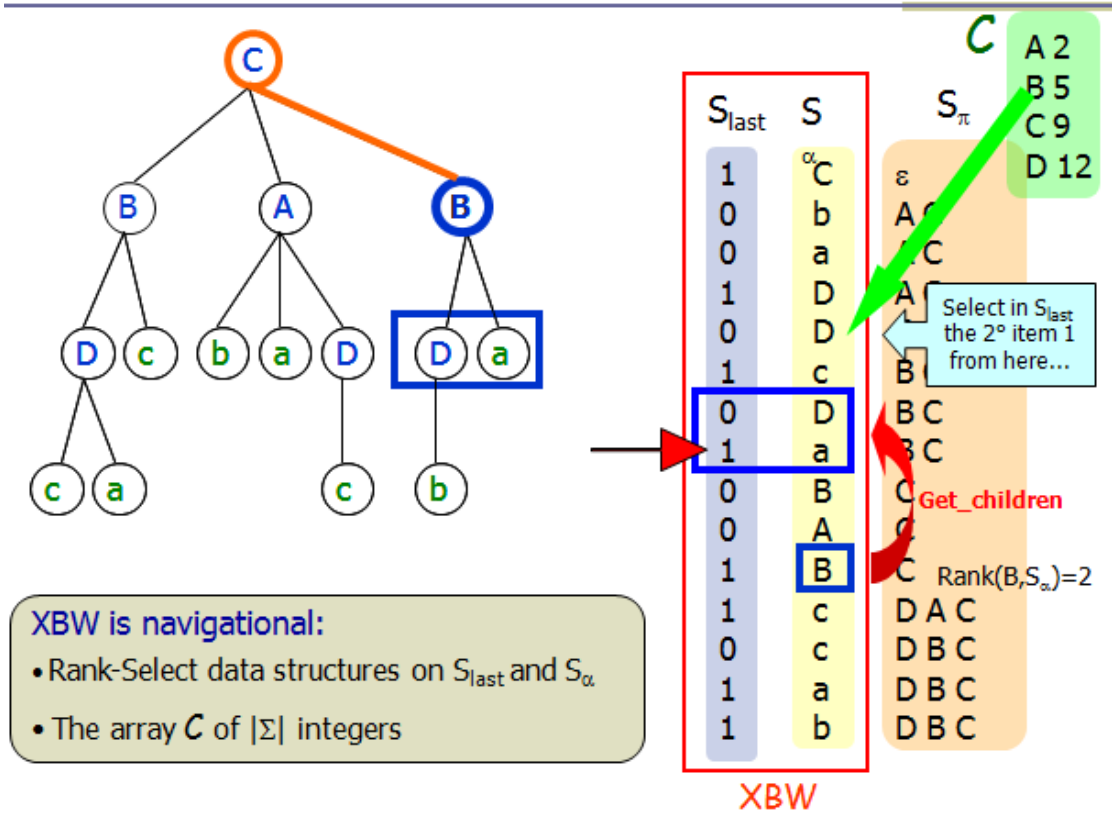 C
B A B
D c b a D D a
c a c b
XBW is navigational:
• Rank-Select data structures on Slast and Sα
• The array C of |Σ| integers
C
A 2
B 5
C 9
D 12
Slast S Sπ
α
1 C ε
0 b A C
0 a A C
1 D A C
0 D
1 c B C
0 D B C
1 a B C
0 B C
0 A C
1 B C
1 c D A C
0 c D B C
1 a D B C
1 b D B C
Select in Slast
the 2° item 1
from here...
Get_children
Rank(B,Sα)=2
XBW